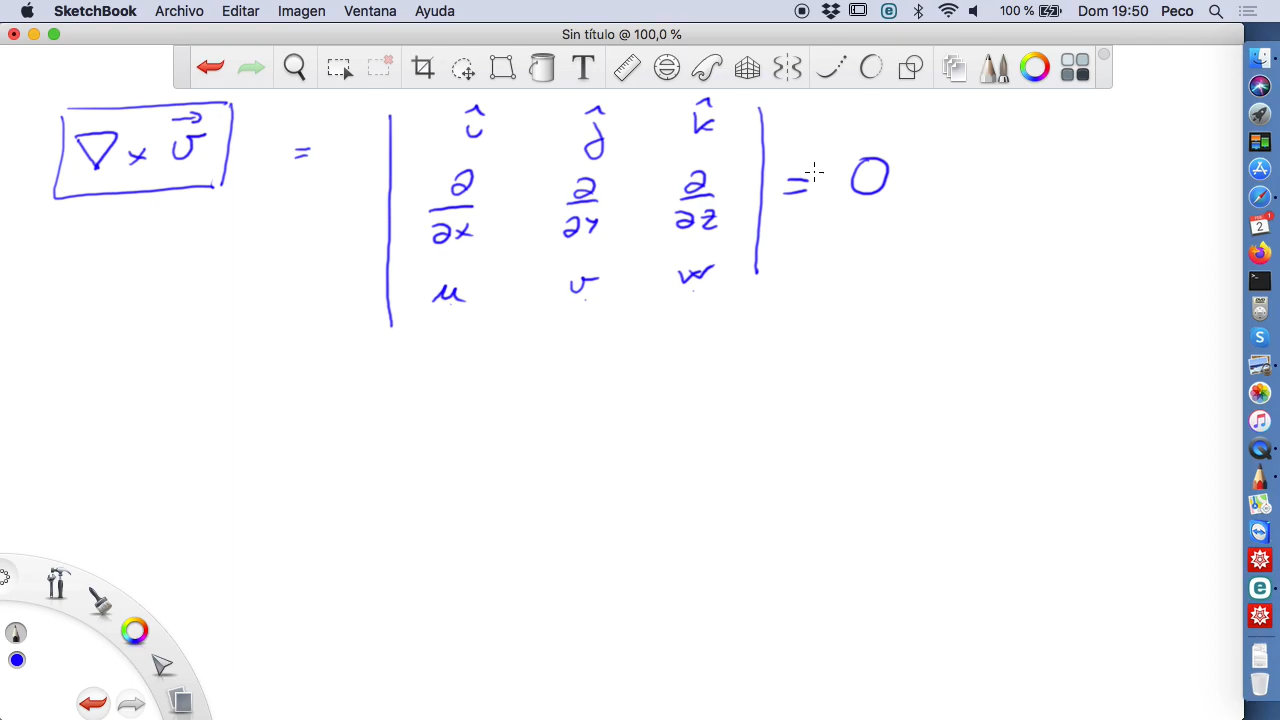 SketchBook Archivo Editar Imagen Ventana Ayuda 100 % Dom 19:50 Peco
Sin título @ 100,0 %
∇ × v⃗ = | î ĵ k̂ | = 0
∂/∂x ∂/∂y ∂/∂z
u v w